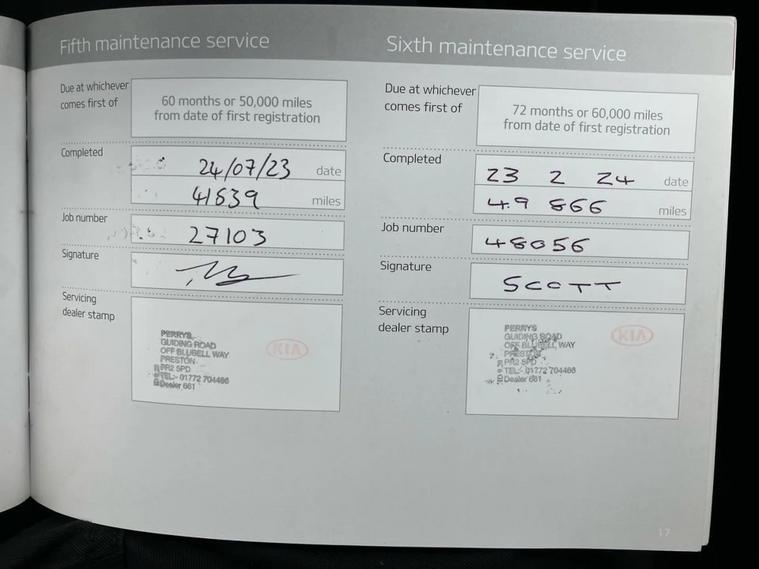 Fifth maintenance service
Due at whichever
comes first of
60 months or 50,000 miles
from date of first registration
Completed
24/07/23 date
41639 miles
Job number
27103
Signature
Servicing
dealer stamp
PERRYS
GUIDING ROAD
OFF BLUBELL WAY
PRESTON
PR2 5PD
TEL:- 01772 704466
Dealer 661
KIA
Sixth maintenance service
Due at whichever
comes first of
72 months or 60,000 miles
from date of first registration
Completed
23 2 24 date
49 866 miles
Job number
48056
Signature
SCOTT
Servicing
dealer stamp
PERRYS
GUIDING ROAD
OFF BLUBELL WAY
PRESTON
PR2 5PD
TEL:- 01772 704466
Dealer 661
KIA
17